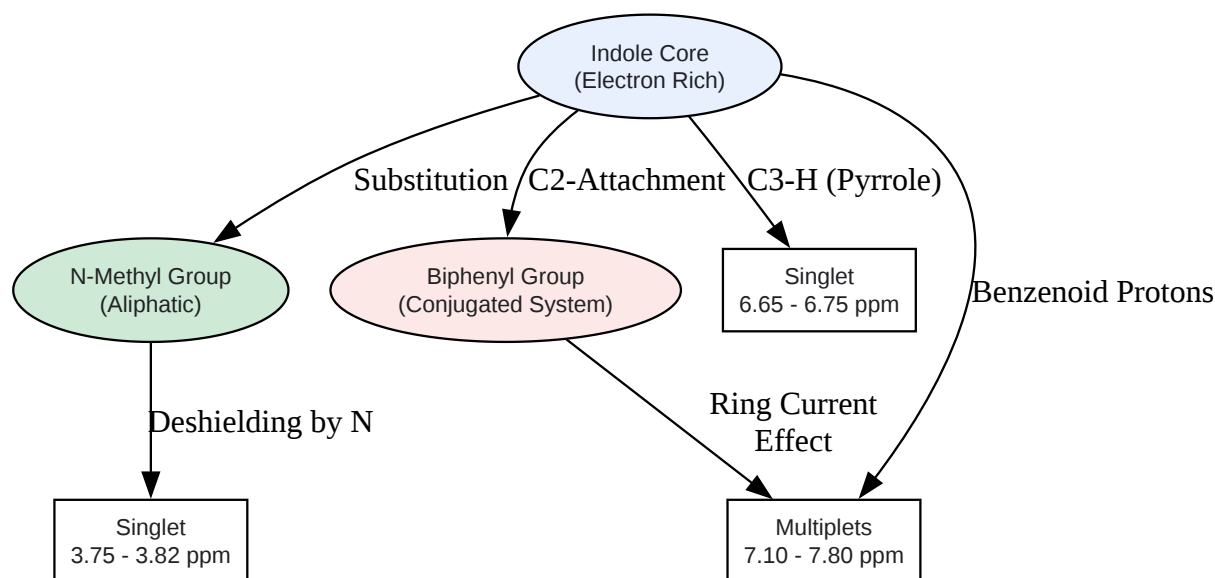 Indole Core
(Electron Rich)
Substitution
C2-Attachment
C3-H (Pyrrole)
N-Methyl Group
(Aliphatic)
Biphenyl Group
(Conjugated System)
Singlet
6.65 - 6.75 ppm
Benzenoid Protons
Deshielding by N
Ring Current
Effect
Singlet
3.75 - 3.82 ppm
Multiplets
7.10 - 7.80 ppm